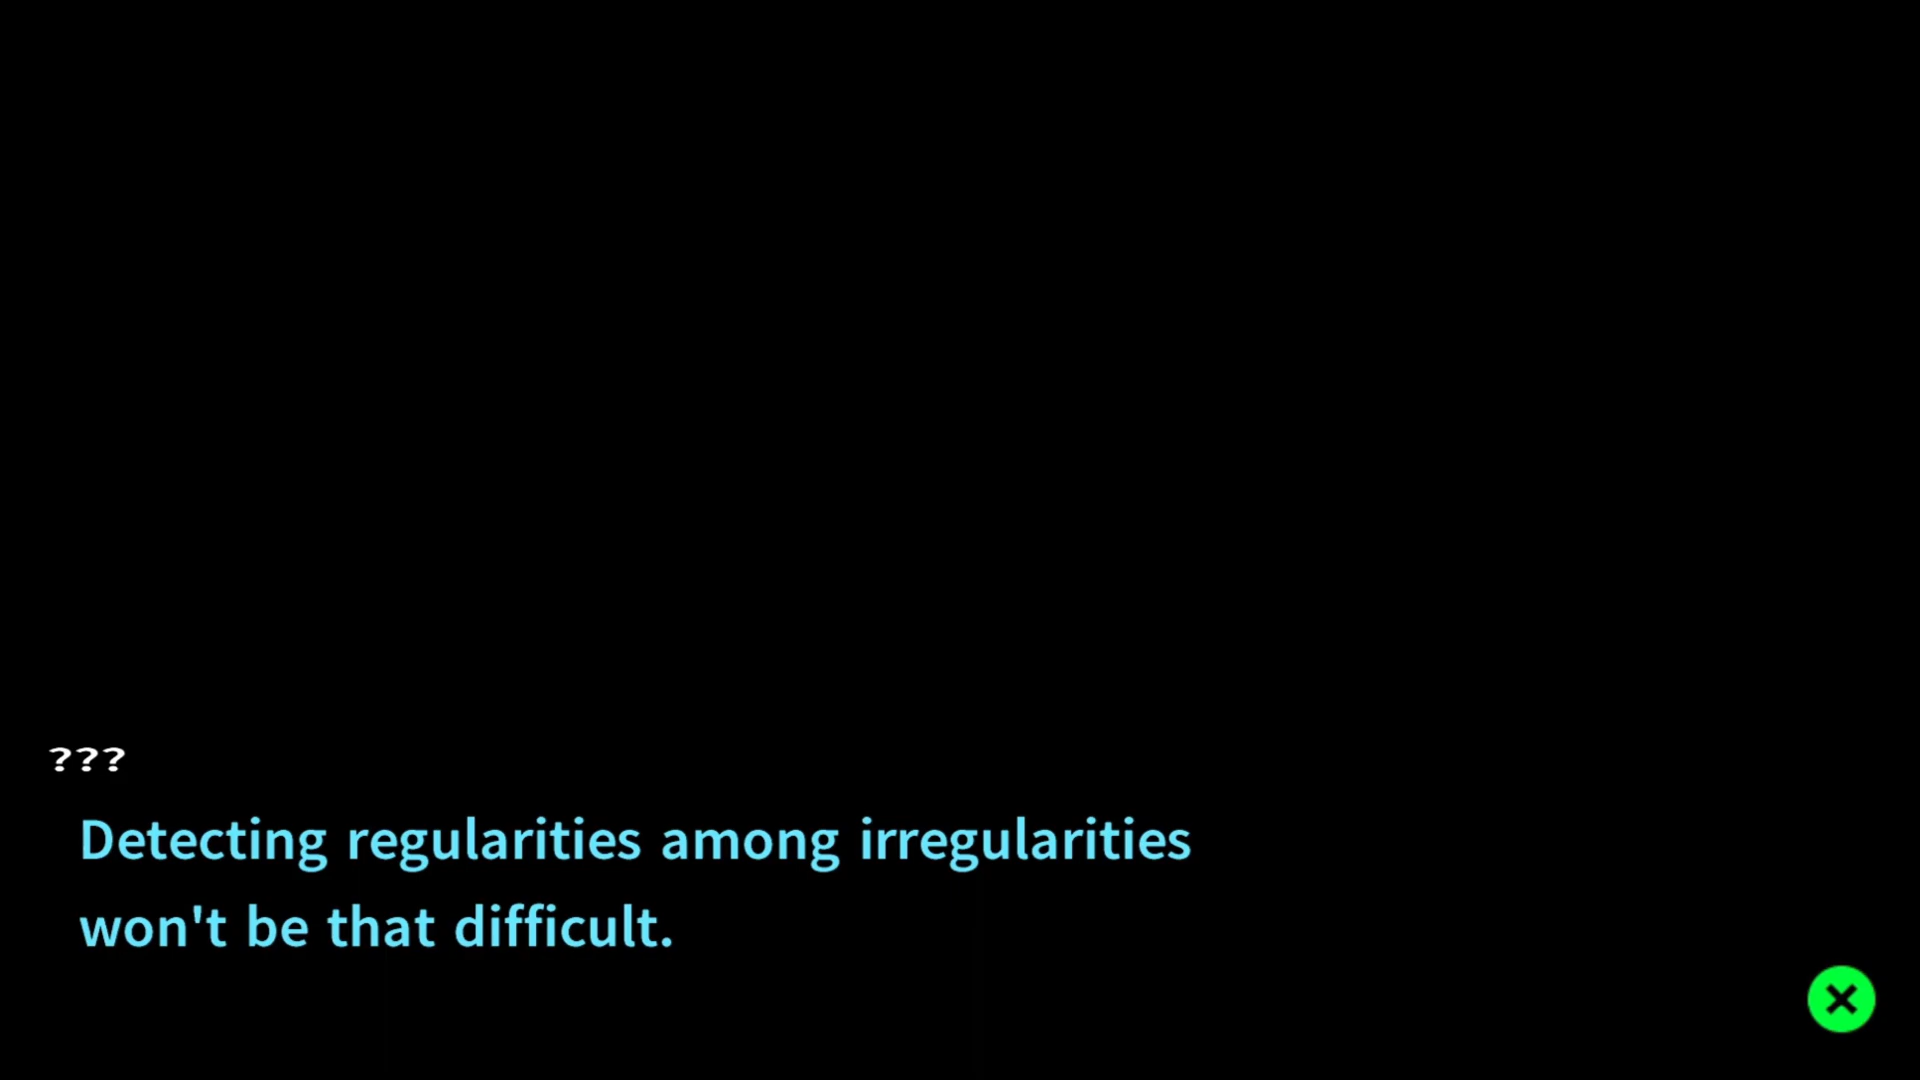 ???
Detecting regularities among irregularities
won't be that difficult.